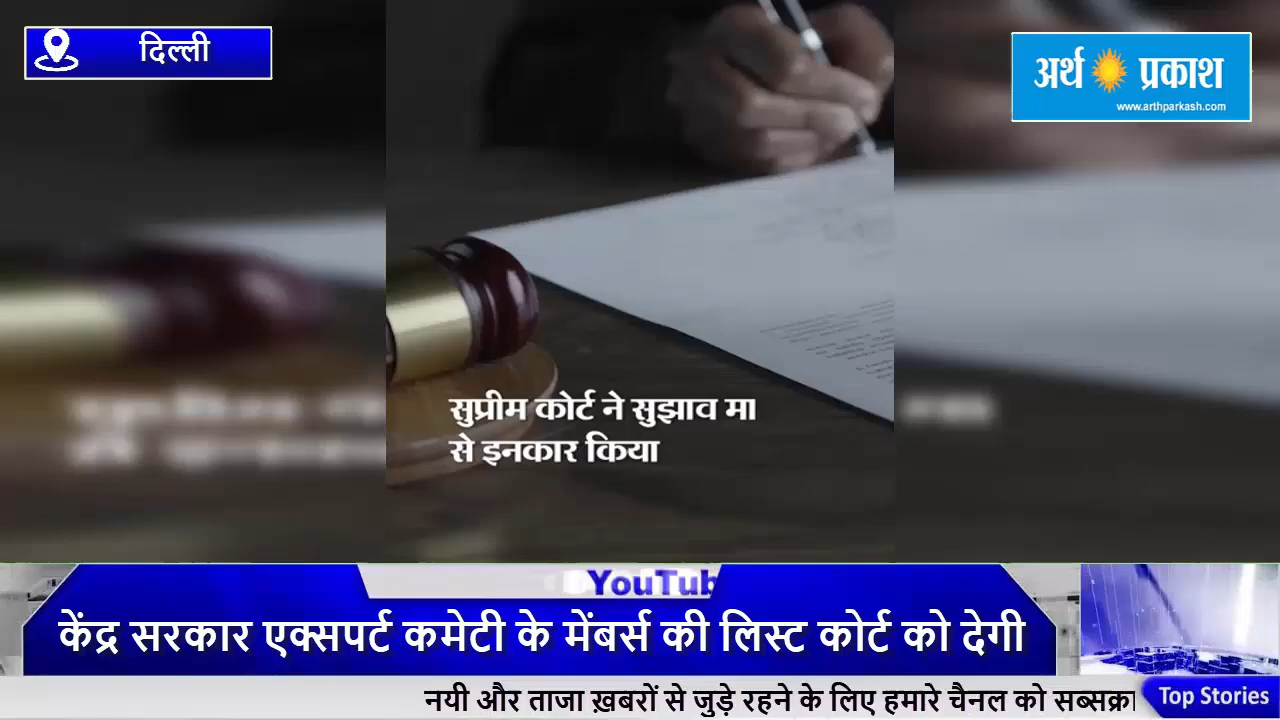 दिल्ली
अर्थ प्रकाश
www.arthparkash.com
सुप्रीम कोर्ट ने सुझाव मा
से इनकार किया
YouTub
केंद्र सरकार एक्सपर्ट कमेटी के मेंबर्स की लिस्ट कोर्ट को देगी
नयी और ताजा ख़बरों से जुड़े रहने के लिए हमारे चैनल को सब्सक्रा
Top Stories